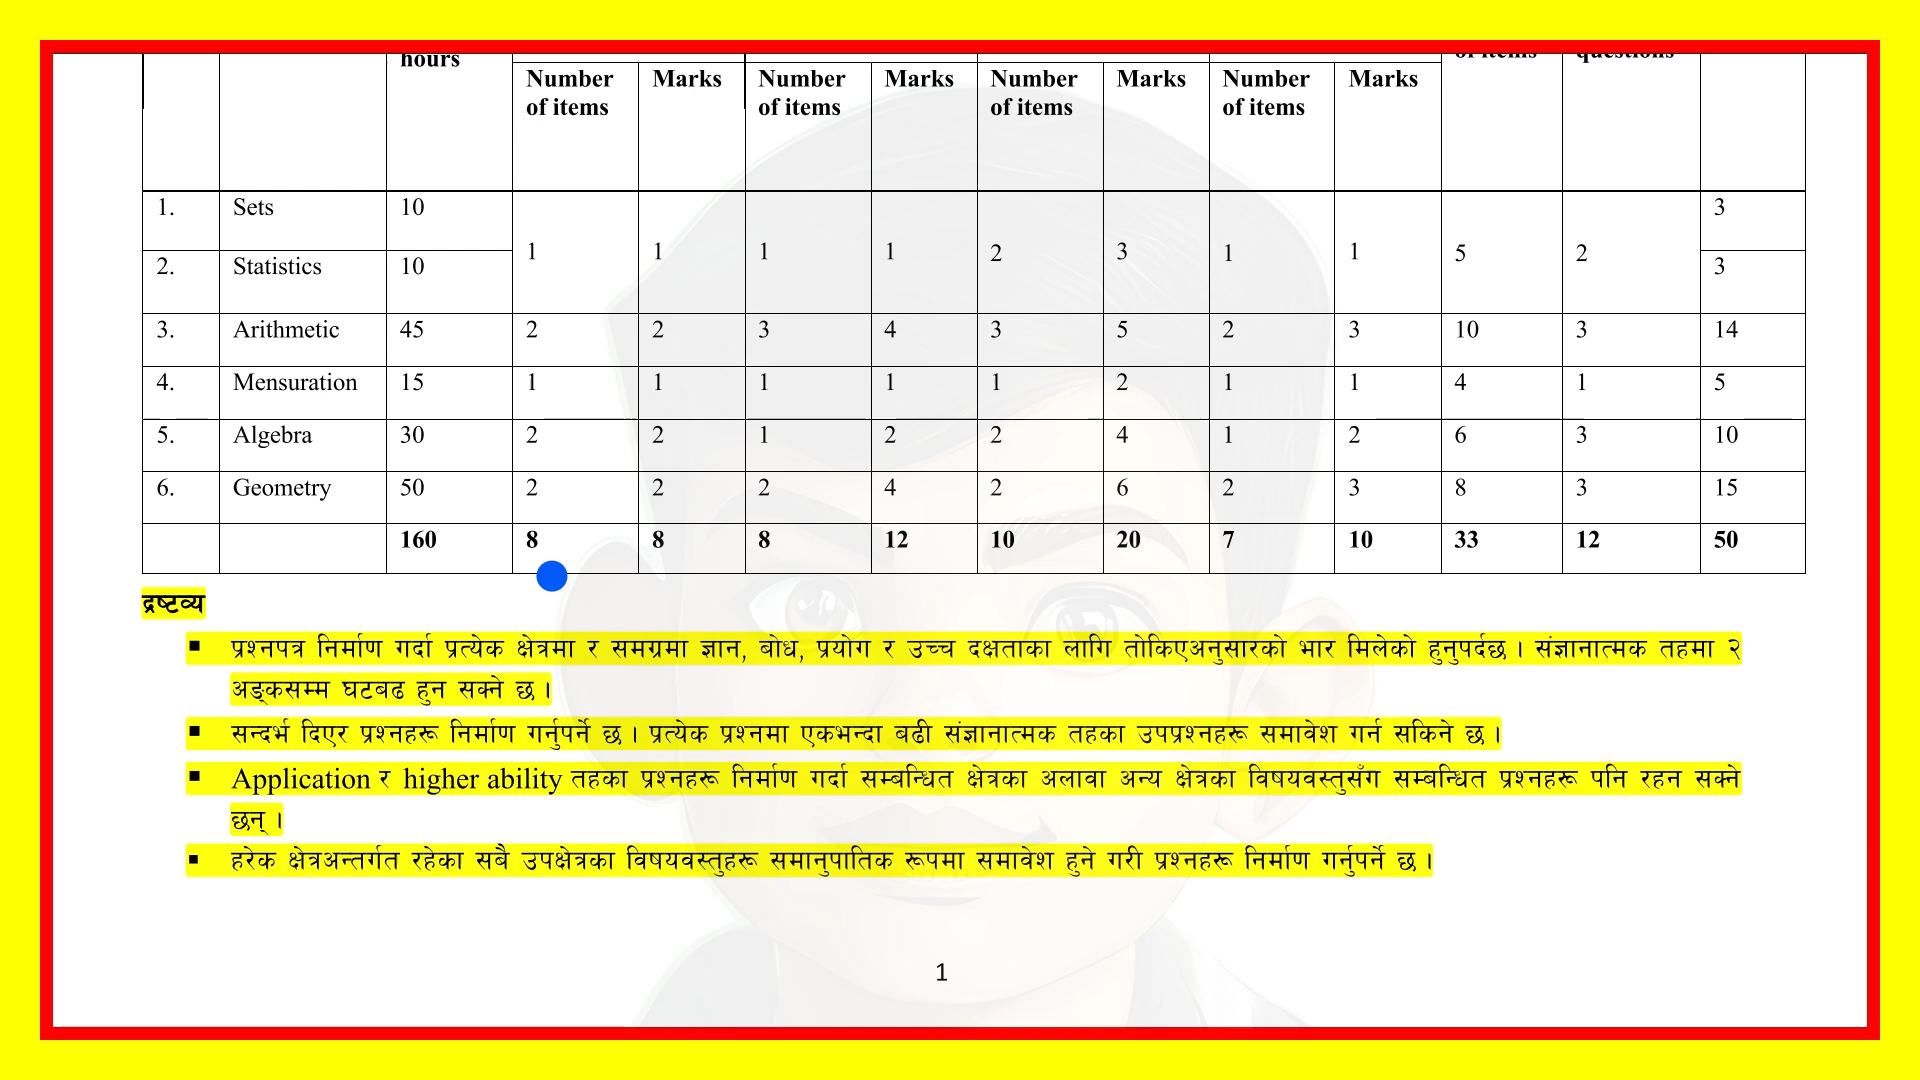 hours of items questions
Number of items Marks Number of items Marks Number of items Marks Number of items Marks
1. Sets 10 1 1 1 1 2 3 1 1 5 2 3
2. Statistics 10 3
3. Arithmetic 45 2 2 3 4 3 5 2 3 10 3 14
4. Mensuration 15 1 1 1 1 1 2 1 1 4 1 5
5. Algebra 30 2 2 1 2 2 4 1 2 6 3 10
6. Geometry 50 2 2 2 4 2 6 2 3 8 3 15
160 8 8 8 12 10 20 7 10 33 12 50
द्रष्टव्य
▪ प्रश्नपत्र निर्माण गर्दा प्रत्येक क्षेत्रमा र समग्रमा ज्ञान, बोध, प्रयोग र उच्च दक्षताका लागि तोकिएअनुसारको भार मिलेको हुनुपर्दछ । संज्ञानात्मक तहमा २
अङ्कसम्म घटबढ हुन सक्ने छ ।
▪ सन्दर्भ दिएर प्रश्नहरू निर्माण गर्नुपर्ने छ । प्रत्येक प्रश्नमा एकभन्दा बढी संज्ञानात्मक तहका उपप्रश्नहरू समावेश गर्न सकिने छ ।
▪ Application र higher ability तहका प्रश्नहरू निर्माण गर्दा सम्बन्धित क्षेत्रका अलावा अन्य क्षेत्रका विषयवस्तुसँग सम्बन्धित प्रश्नहरू पनि रहन सक्ने
छन् ।
▪ हरेक क्षेत्रअन्तर्गत रहेका सबै उपक्षेत्रका विषयवस्तुहरू समानुपातिक रूपमा समावेश हुने गरी प्रश्नहरू निर्माण गर्नुपर्ने छ ।
1